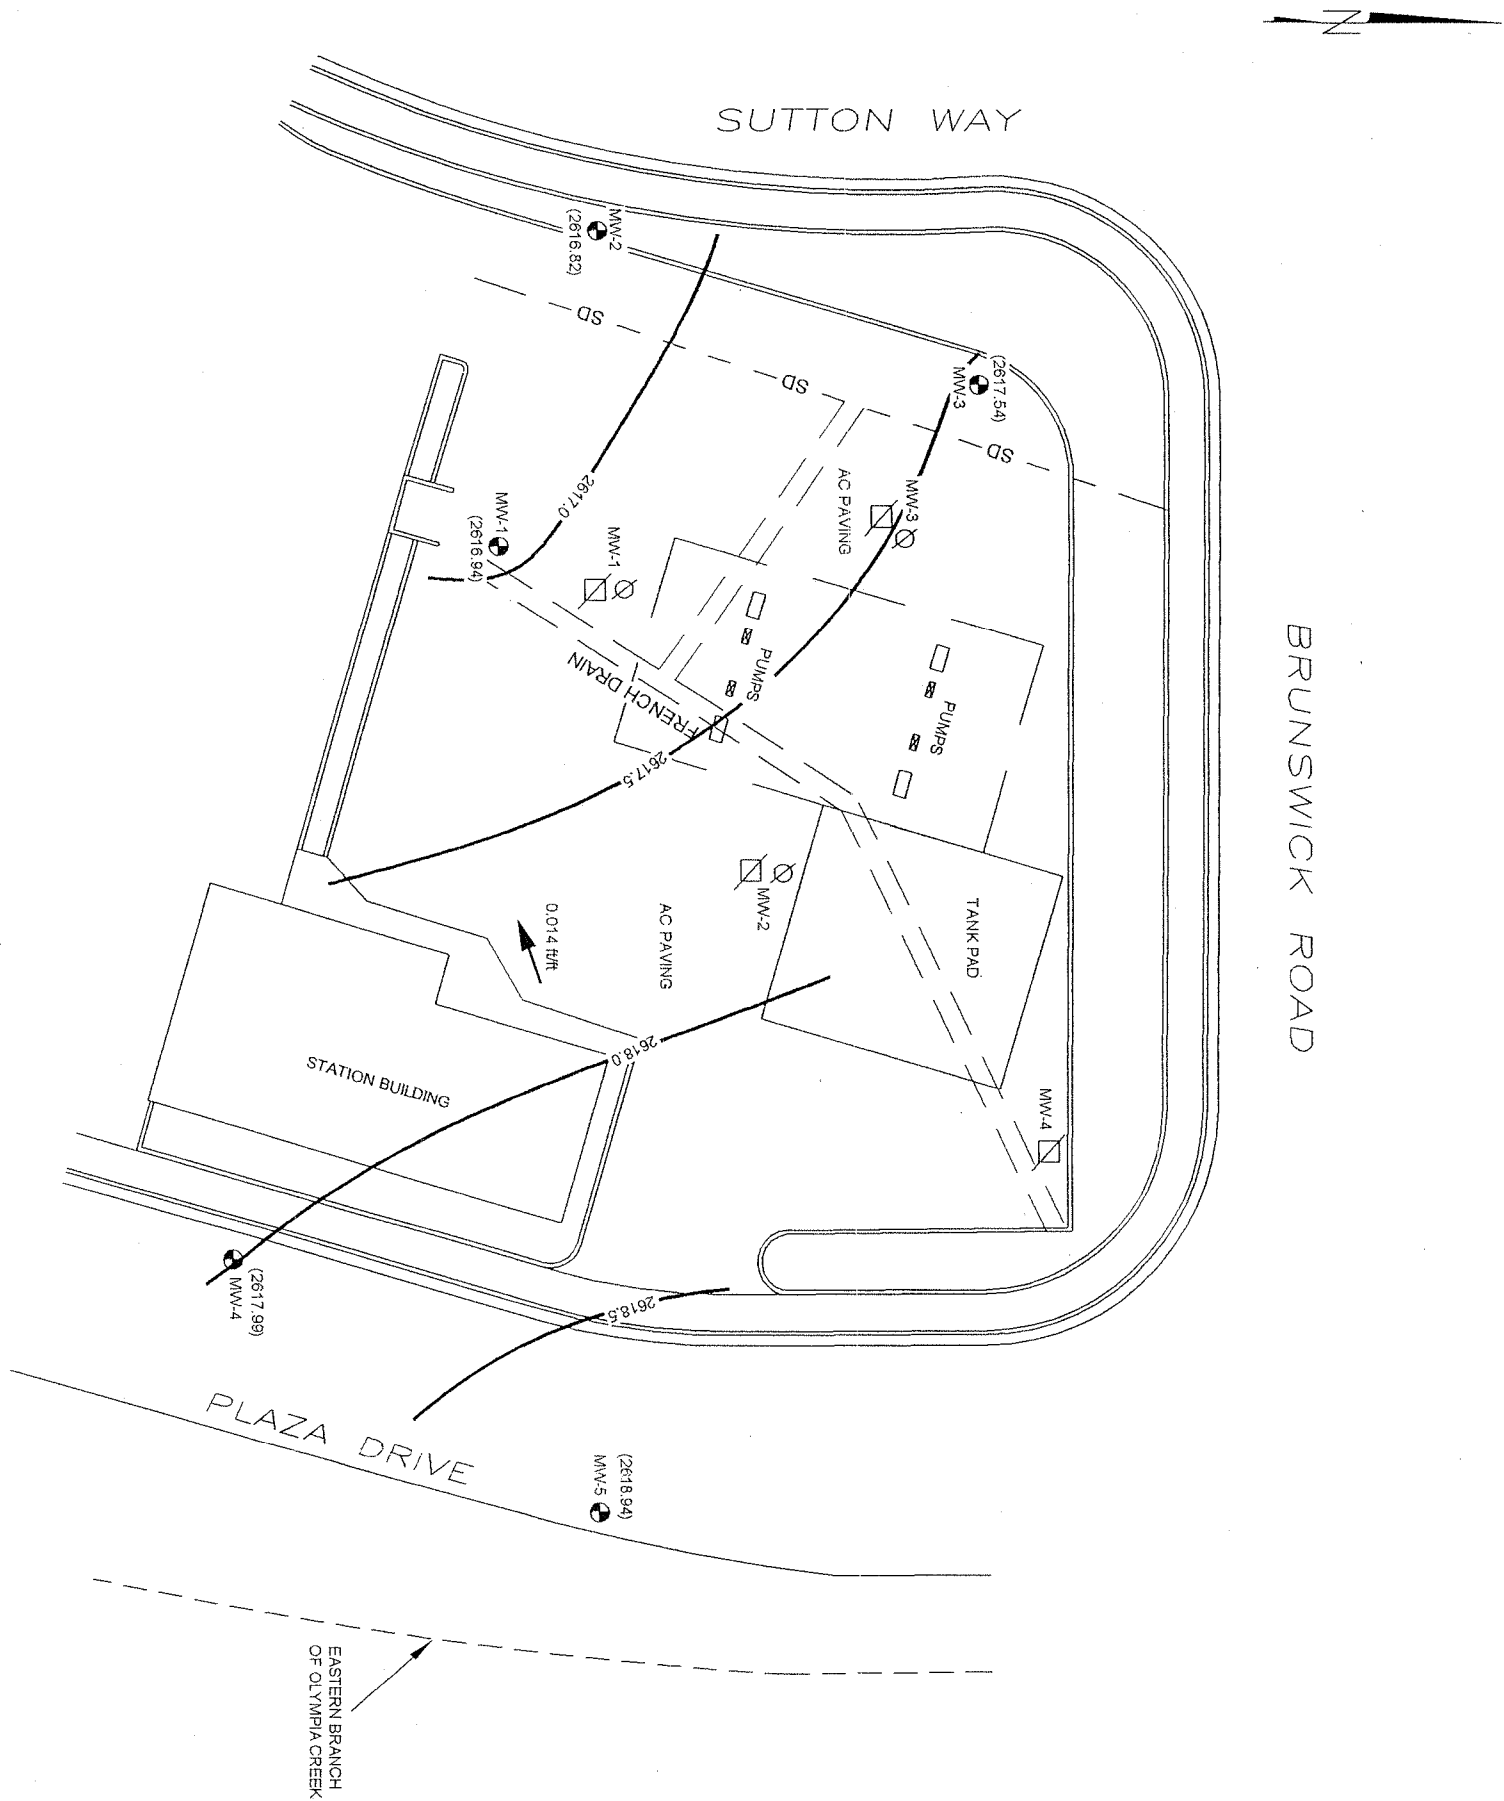 N
SUTTON WAY
MW-2
(2616.82)
SD
SD
SD
(2617.54)
MW-3
BRUNSWICK ROAD
2617.0
MW-1
(2616.94)
MW-1
AC PAVING
MW-3
PUMPS
PUMPS
FRENCH DRAIN
2617.5
MW-2
TANK PAD
AC PAVING
0.014 ft/ft
2618.0
STATION BUILDING
MW-4
(2617.99)
MW-4
2618.5
PLAZA DRIVE
(2618.94)
MW-5
EASTERN BRANCH
OF OLYMPIA CREEK